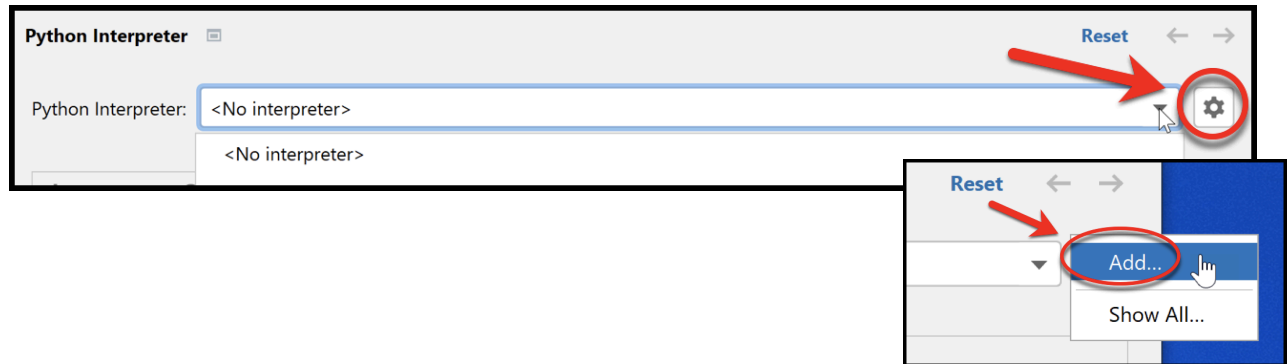 Python Interpreter Reset
Python Interpreter: <No interpreter>
<No interpreter>
Reset
Add...
Show All...